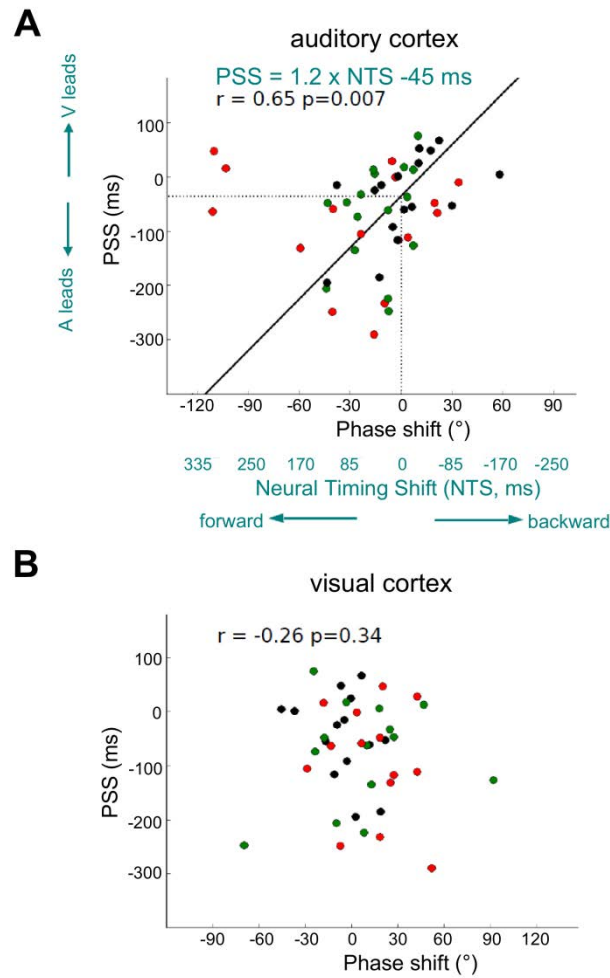 A
auditory cortex
PSS = 1.2 x NTS -45 ms
r = 0.65 p=0.007
V leads
A leads
PSS (ms)
100
0
-100
-200
-300
-120 -90 -60 -30 0 30 60 90
Phase shift (°)
335 250 170 85 0 -85 -170 -250
Neural Timing Shift (NTS, ms)
forward backward
B
visual cortex
r = -0.26 p=0.34
PSS (ms)
100
0
-100
-200
-300
-90 -60 -30 0 30 60 90 120
Phase shift (°)